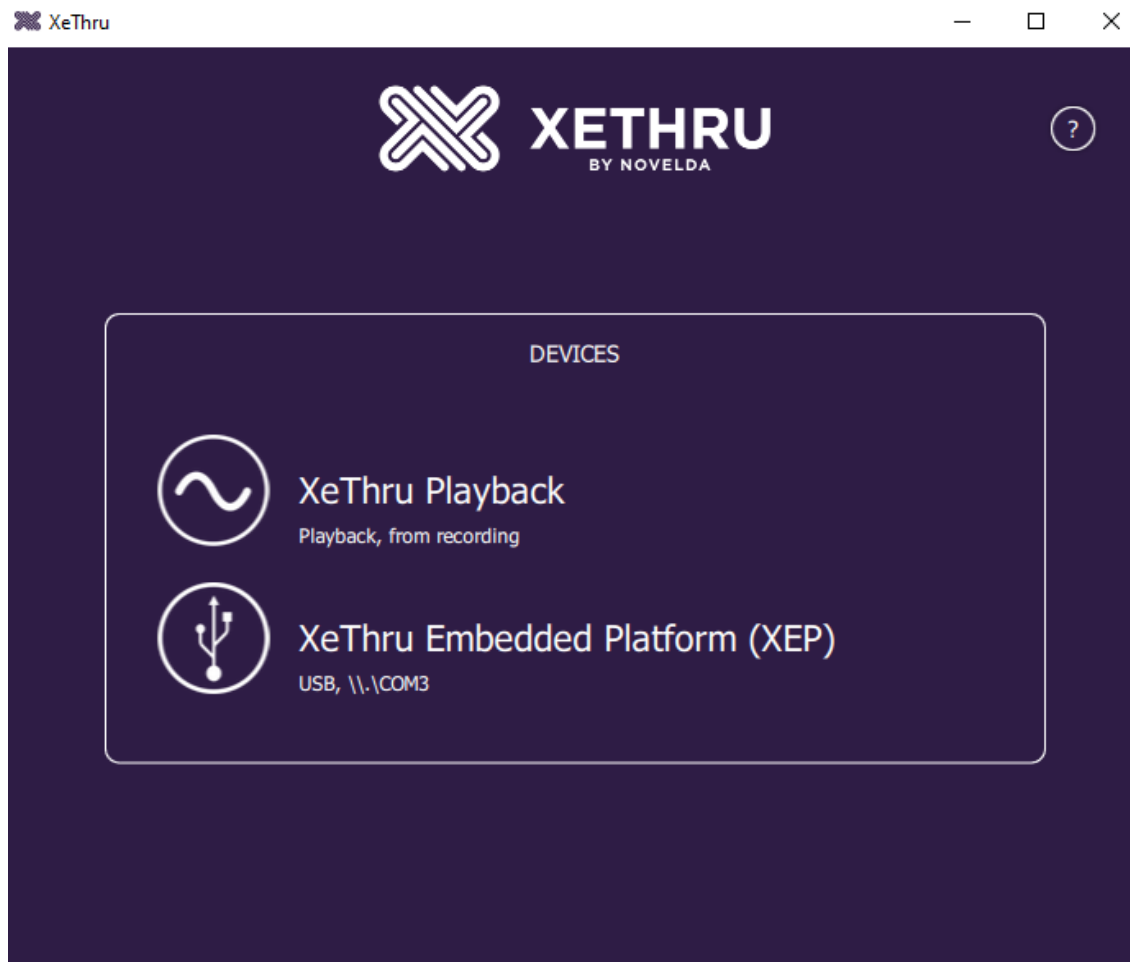 XeThru
XETHRU
BY NOVELDA
?
DEVICES
XeThru Playback
Playback, from recording
XeThru Embedded Platform (XEP)
USB, \\.\COM3